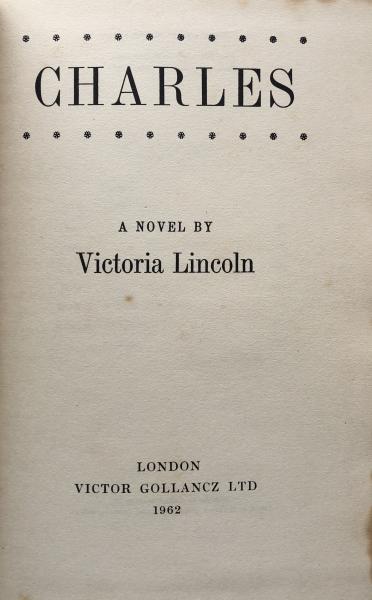 CHARLES
A NOVEL BY
Victoria Lincoln
LONDON
VICTOR GOLLANCZ LTD
1962